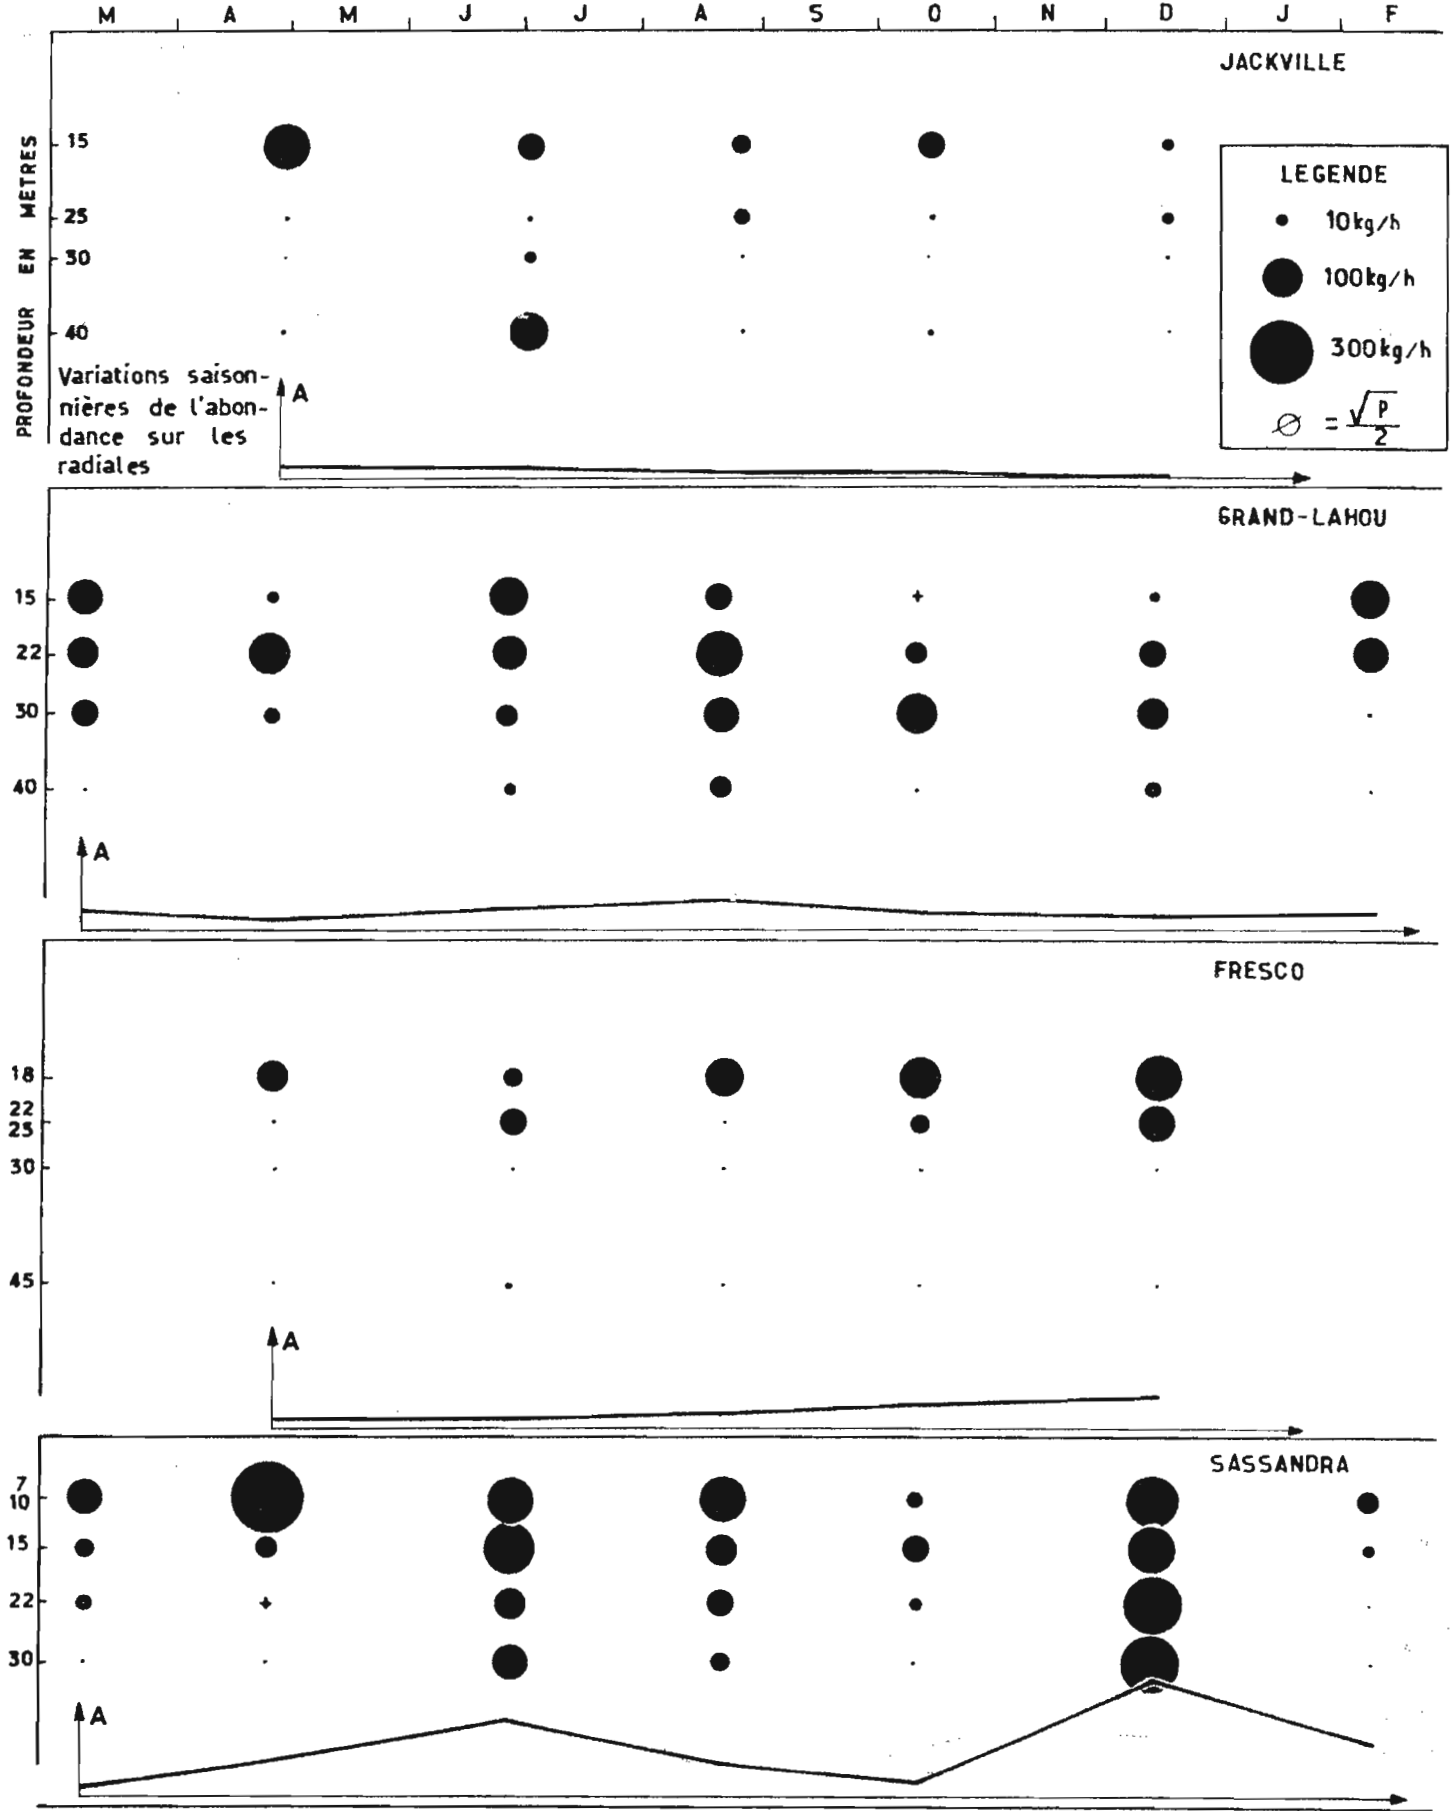 M A M J J A S O N D J F
JACKVILLE
PROFONDEUR EN METRES
15
25
30
40
LEGENDE
10kg/h
100kg/h
300kg/h
∅ = √P / 2
Variations saison-
nières de l'abon-
dance sur les
radiales
A
GRAND-LAHOU
15
22
30
40
A
FRESCO
18
22
25
30
45
A
SASSANDRA
7
10
15
22
30
A